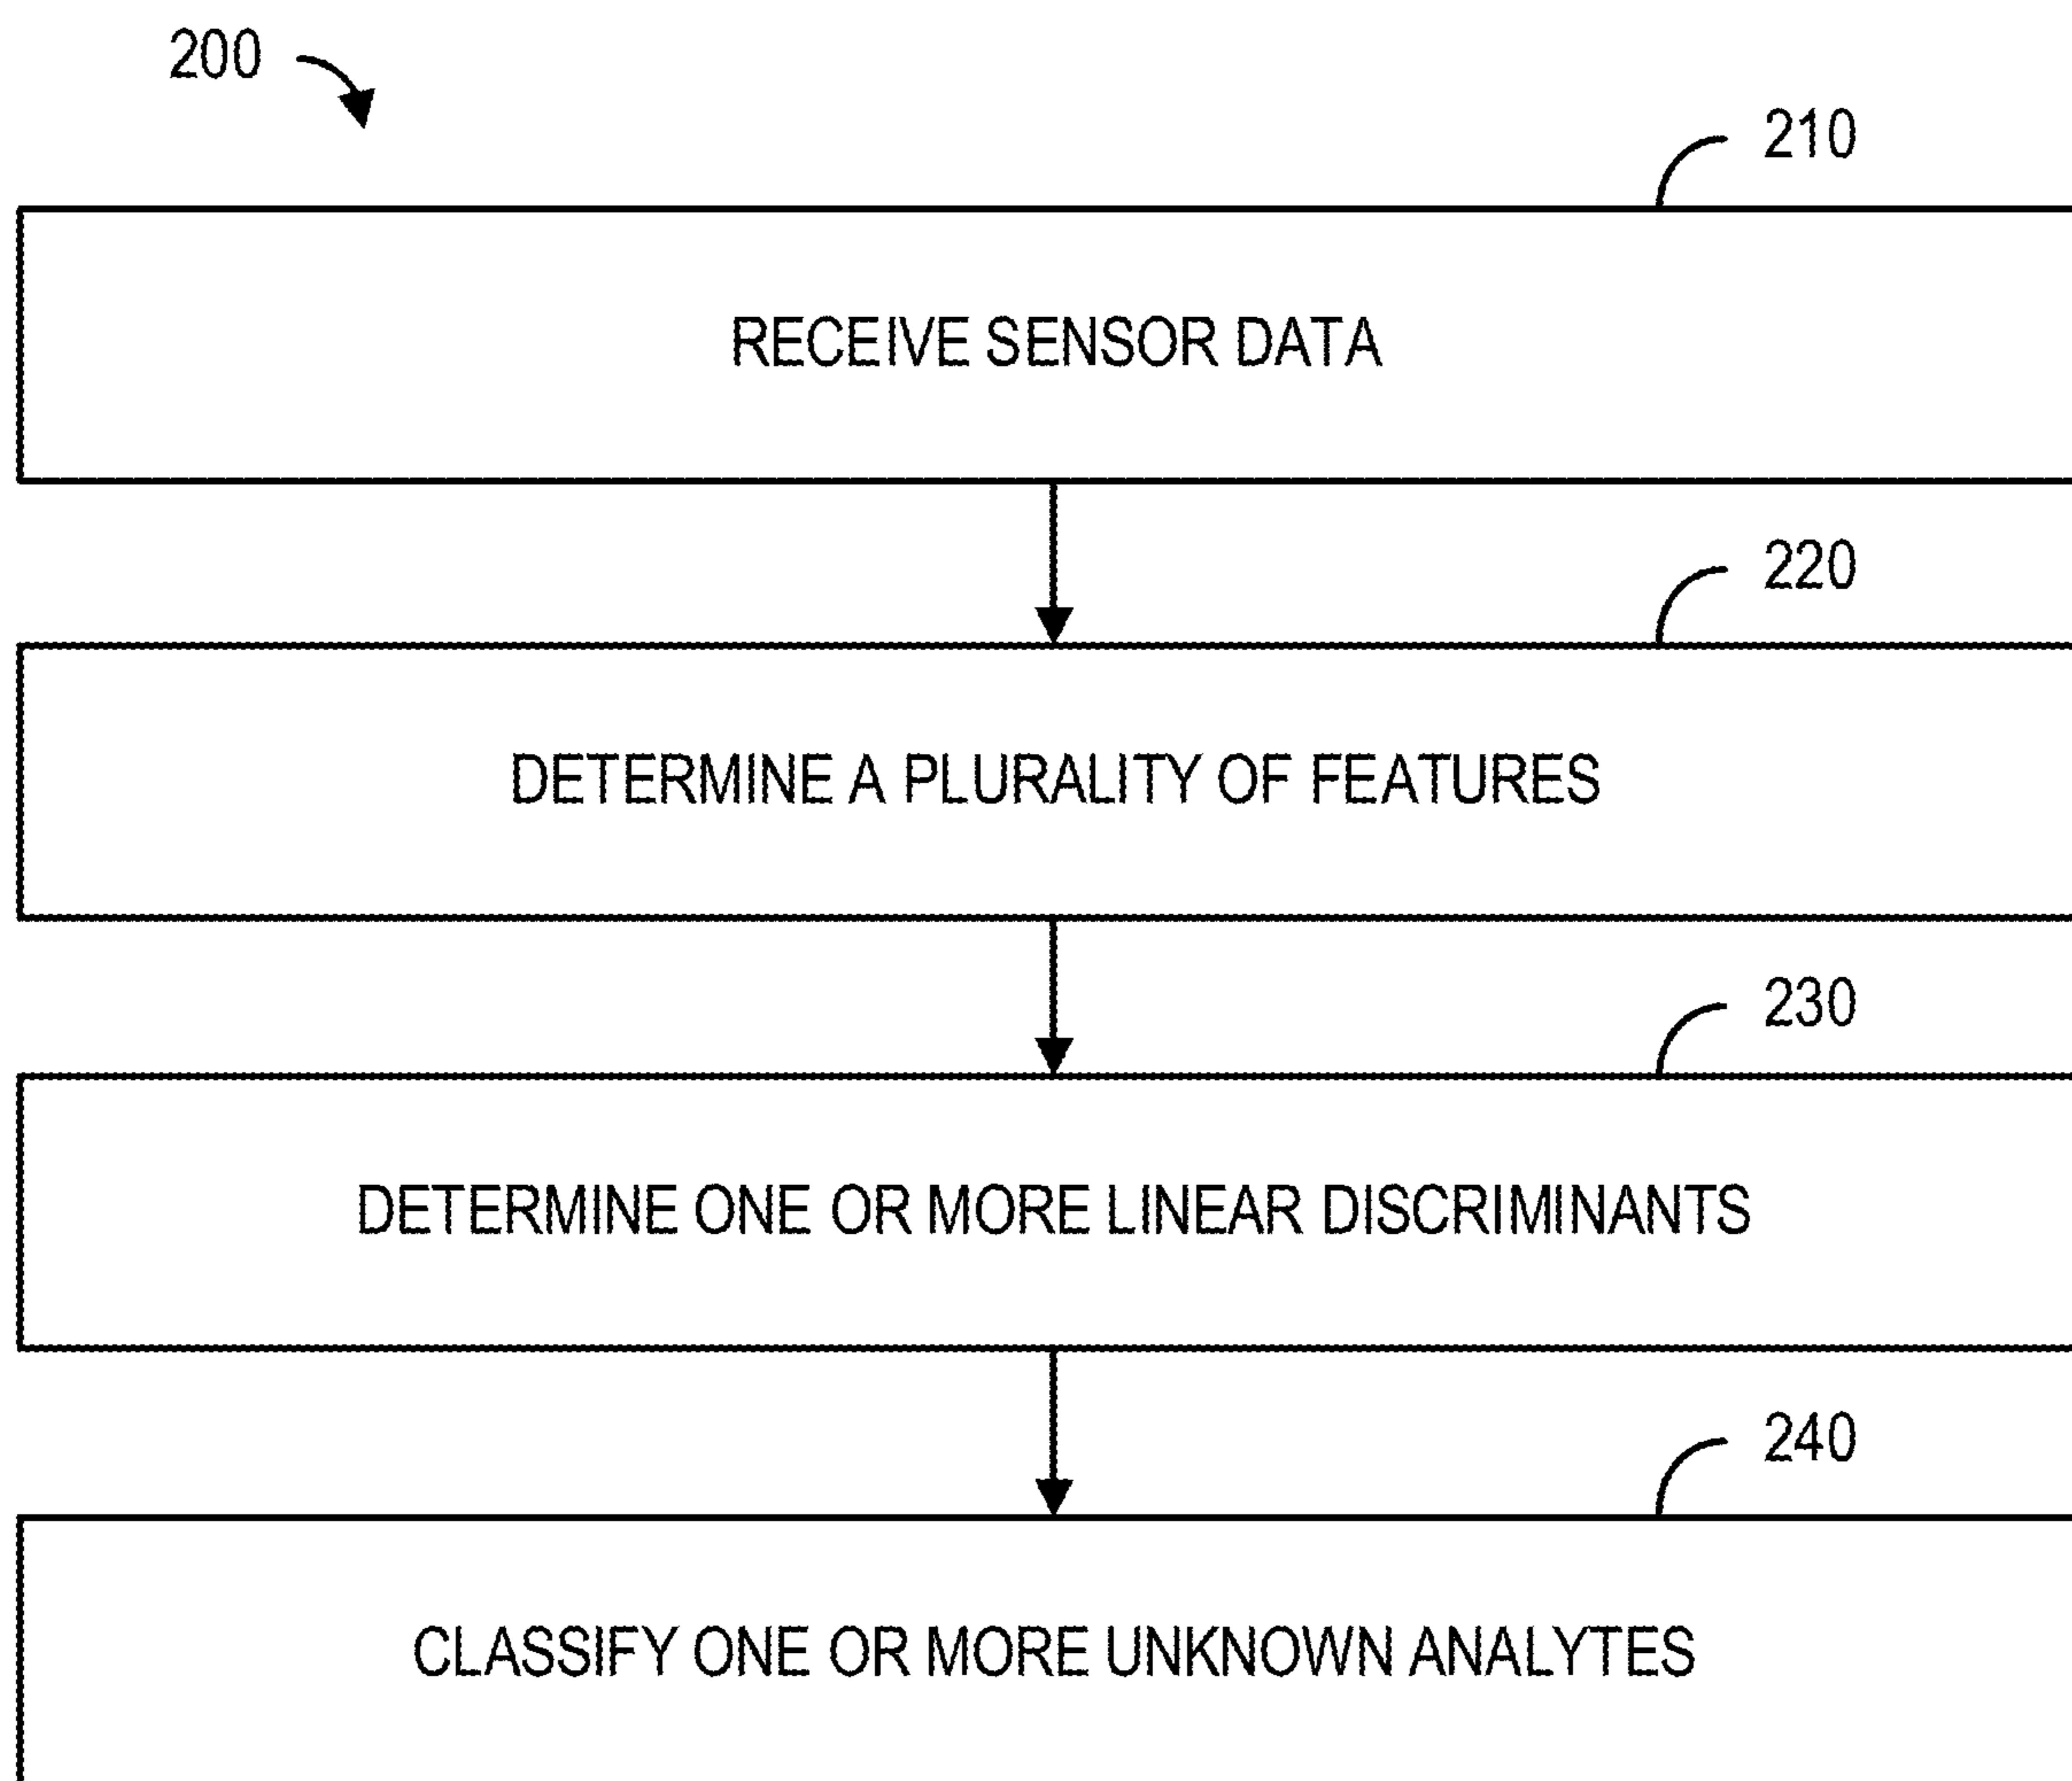 200
210
RECEIVE SENSOR DATA
220
DETERMINE A PLURALITY OF FEATURES
230
DETERMINE ONE OR MORE LINEAR DISCRIMINANTS
240
CLASSIFY ONE OR MORE UNKNOWN ANALYTES